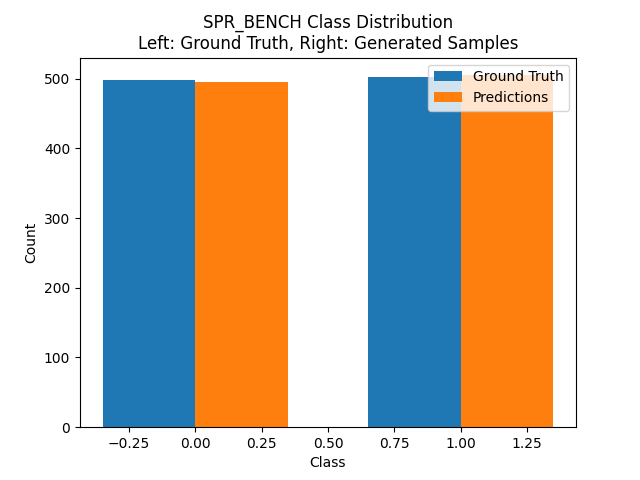 SPR_BENCH Class Distribution
Left: Ground Truth, Right: Generated Samples
Ground Truth
Predictions
500
400
300
200
100
0
Count
−0.25 0.00 0.25 0.50 0.75 1.00 1.25
Class